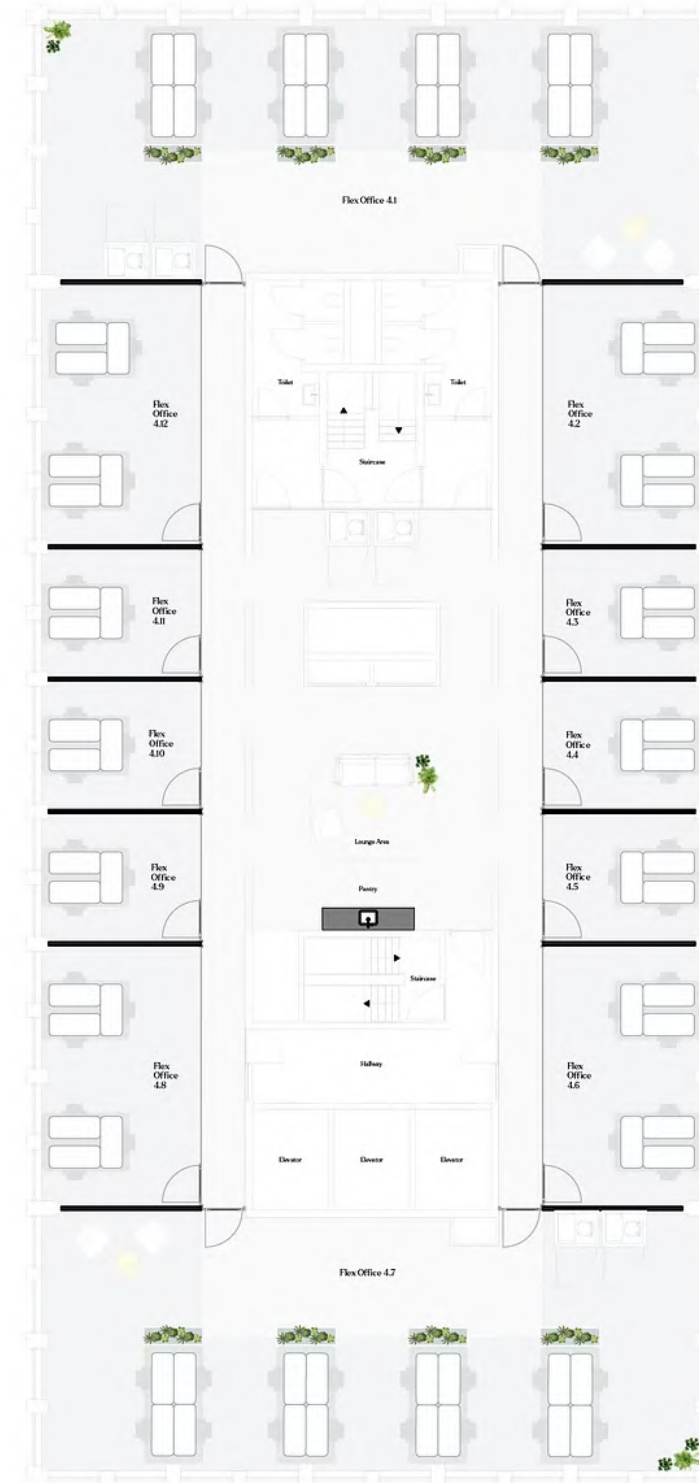 Flex Office 4.1
Toilet
Toilet
Flex
Office
4.12
Flex
Office
4.2
Staircase
Flex
Office
4.11
Flex
Office
4.3
Flex
Office
4.10
Flex
Office
4.4
Lounge Area
Flex
Office
4.9
Flex
Office
4.5
Pantry
Staircase
Flex
Office
4.8
Hallway
Flex
Office
4.6
Elevator
Elevator
Elevator
Flex Office 4.7